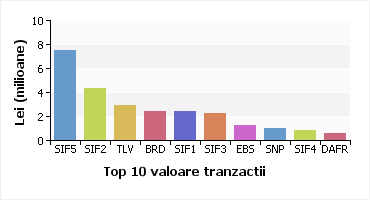 10
8
6
4
2
0
Lei (milioane)
SIF5 SIF2 TLV BRD SIF1 SIF3 EBS SNP SIF4 DAFR
Top 10 valoare tranzactii